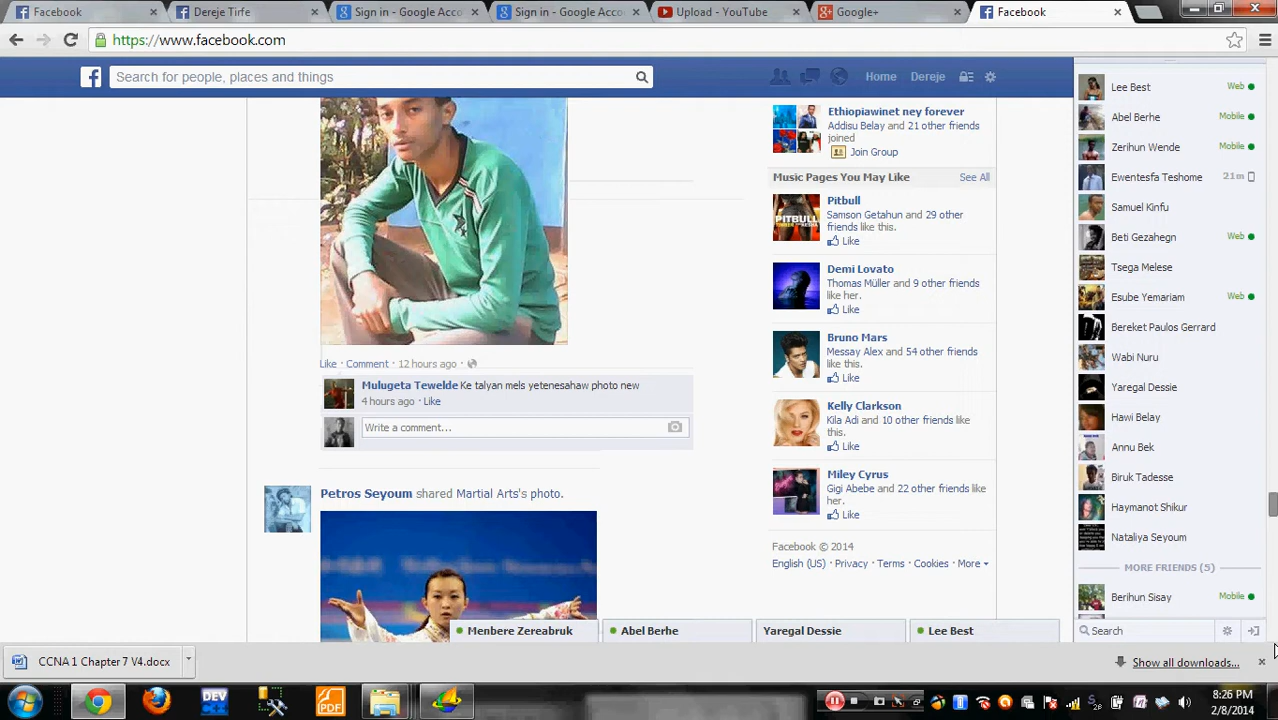 Facebook
Dereje Tirfe
Sign in - Google Acco
Sign in - Google Acco
Upload - YouTube
Google+
Facebook
https://www.facebook.com
Search for people, places and things
Home
Dereje
Ethiopiawinet ney forever
Addisu Belay and 21 other friends
joined
Join Group
Music Pages You May Like
See All
PITBULL
Pitbull
Samson Getahun and 29 other
friends like this.
Like
Demi Lovato
Thomas Müller and 9 other friends
like her.
Like
Bruno Mars
Messay Alex and 54 other friends
like this.
Like
Kelly Clarkson
Kila Adi and 10 other friends like
this.
Like
Miley Cyrus
Gigi Abebe and 22 other friends like
her.
Like
Facebook © 2014
English (US) · Privacy · Terms · Cookies · More
Like · Comment · 12 hours ago ·
Mulugeta Tewelde Ke talyan mels yetenesahaw photo new
4 hours ago · Like
Write a comment...
Petros Seyoum shared Martial Arts's photo.
Lee Best Web
Abel Berhe Mobile
Zerihun Wende Mobile
Ewentesfa Teshome 21m
Samuel Kinfu
Beti Gezahegn Web
Tsega Melese
Esube Yemariam Web
Bereket Paulos Gerrard
Wabi Nuru
Yaregal Dessie
Hawi Belay
Annu Bek
Biruk Tadesse
Haymanot Shikur
Nataliya Seyoum
MORE FRIENDS (5)
Berihun Sisay Mobile
Search
Menbere Zereabruk
Abel Berhe
Yaregal Dessie
Lee Best
CCNA 1 Chapter 7 V4.docx
Show all downloads...
DEV
PDF
8:26 PM
2/8/2014